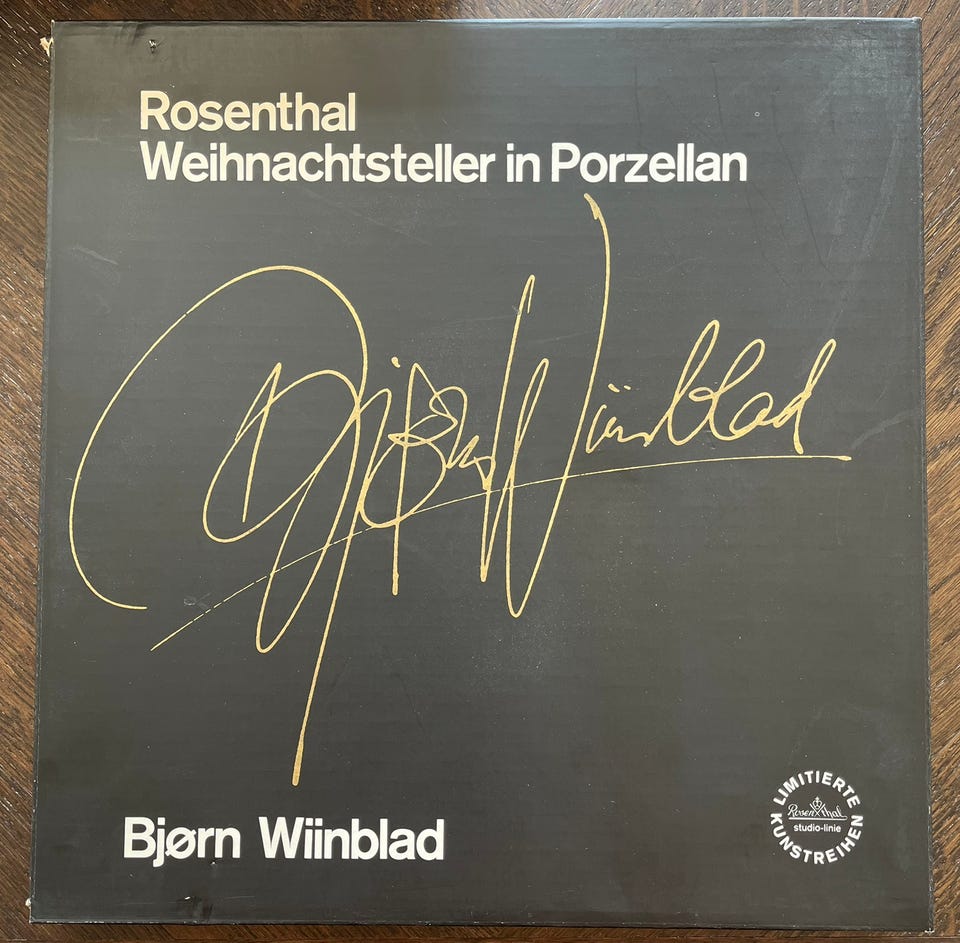 Rosenthal
Weihnachtsteller in Porzellan
Bjørn Wiinblad
Bjørn Wiinblad
LIMITIERTE
Rosenthal
studio-linie
KUNSTREIHEN